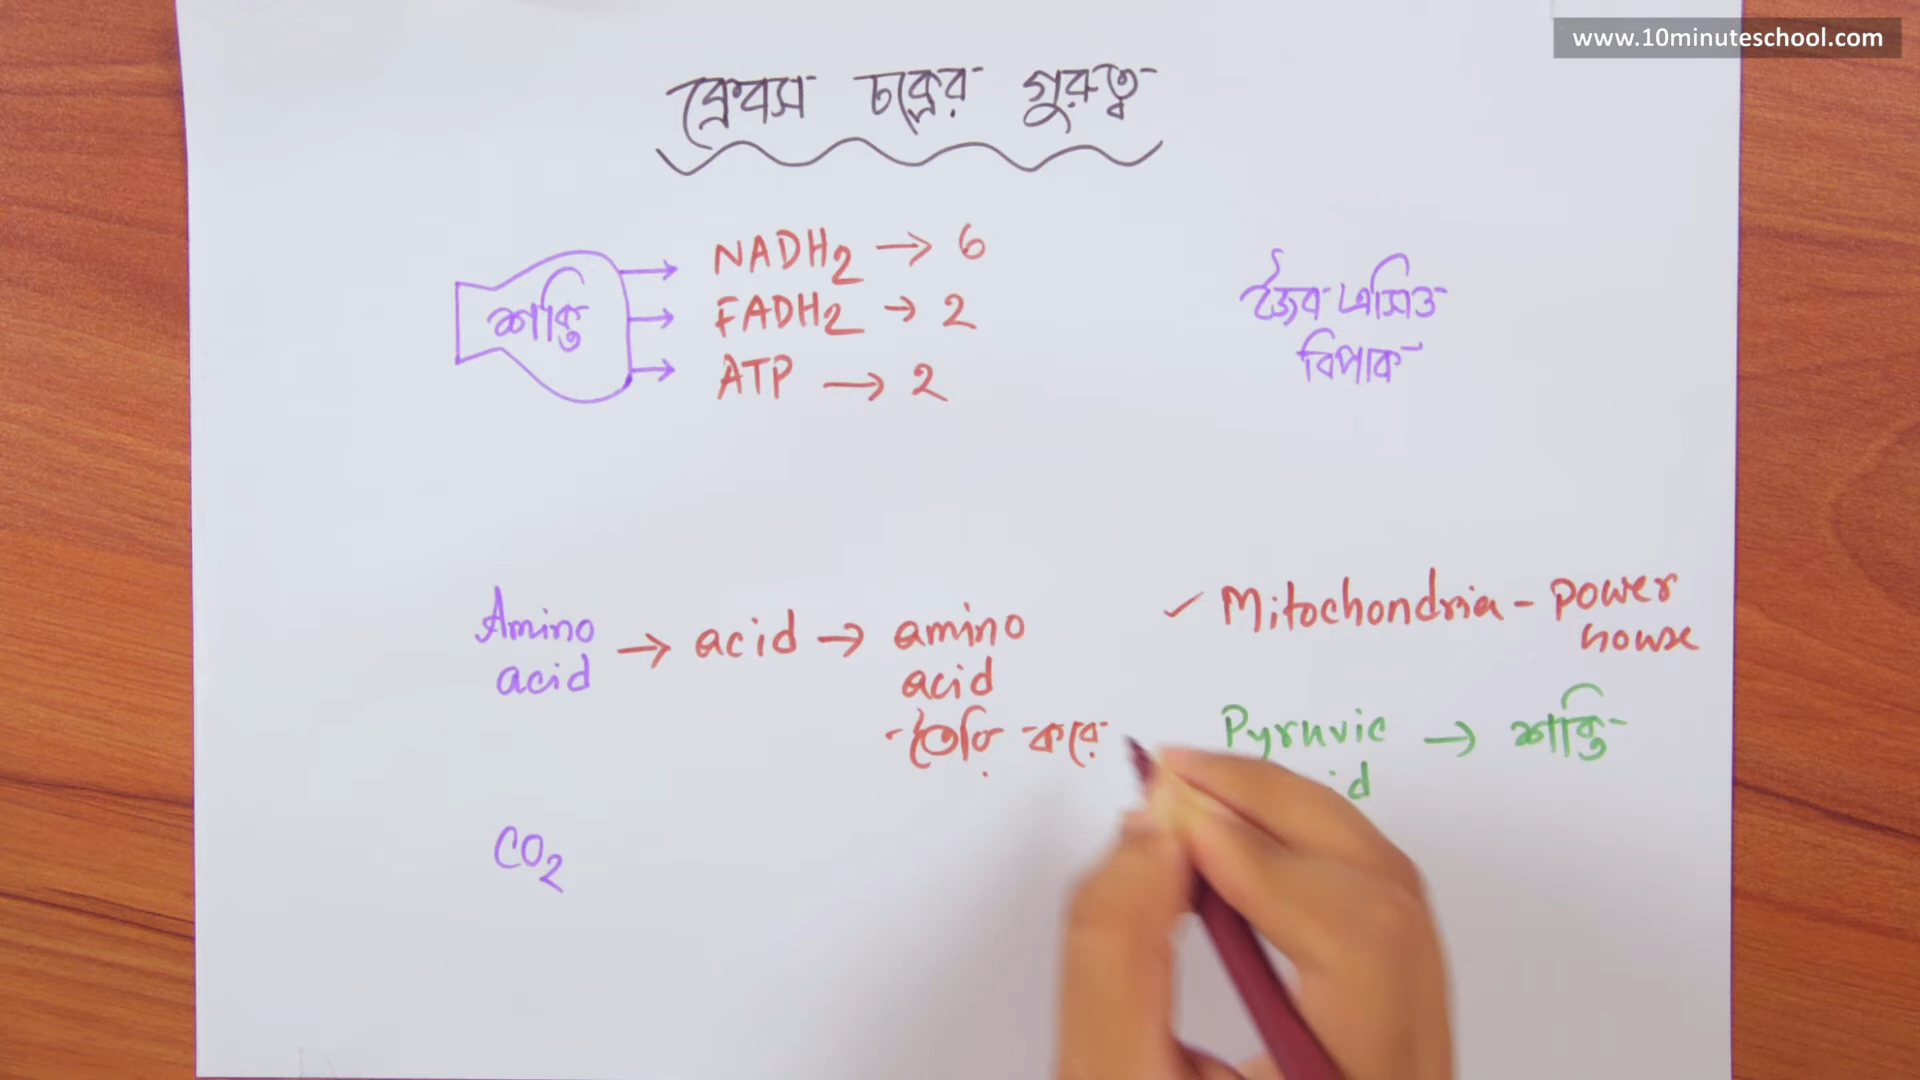 www.10minuteschool.com
ক্রেবস চক্রের গুরুত্ব
শক্তি
NADH2 → 6
FADH2 → 2
ATP → 2
জৈব এসিড
বিপাক
Amino
acid
→ acid → amino
acid
তৈরি করে
✓ Mitochondria - power
house
Pyruvic → শক্তি
CO2